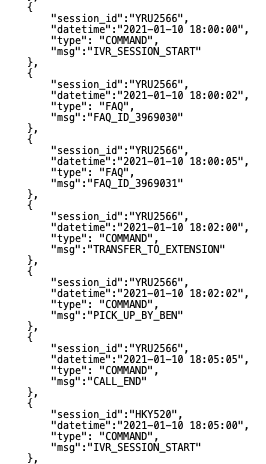 {
"session_id":"YRU2566",
"datetime":"2021-01-10 18:00:00",
"type": "COMMAND",
"msg":"IVR_SESSION_START"
},
{
"session_id":"YRU2566",
"datetime":"2021-01-10 18:00:02",
"type": "FAQ",
"msg":"FAQ_ID_3969030"
},
{
"session_id":"YRU2566",
"datetime":"2021-01-10 18:00:05",
"type": "FAQ",
"msg":"FAQ_ID_3969031"
},
{
"session_id":"YRU2566",
"datetime":"2021-01-10 18:02:00",
"type": "COMMAND",
"msg":"TRANSFER_TO_EXTENSION"
},
{
"session_id":"YRU2566",
"datetime":"2021-01-10 18:02:02",
"type": "COMMAND",
"msg":"PICK_UP_BY_BEN"
},
{
"session_id":"YRU2566",
"datetime":"2021-01-10 18:05:05",
"type": "COMMAND",
"msg":"CALL_END"
},
{
"session_id":"HKY520",
"datetime":"2021-01-10 18:05:00",
"type": "COMMAND",
"msg":"IVR_SESSION_START"
},